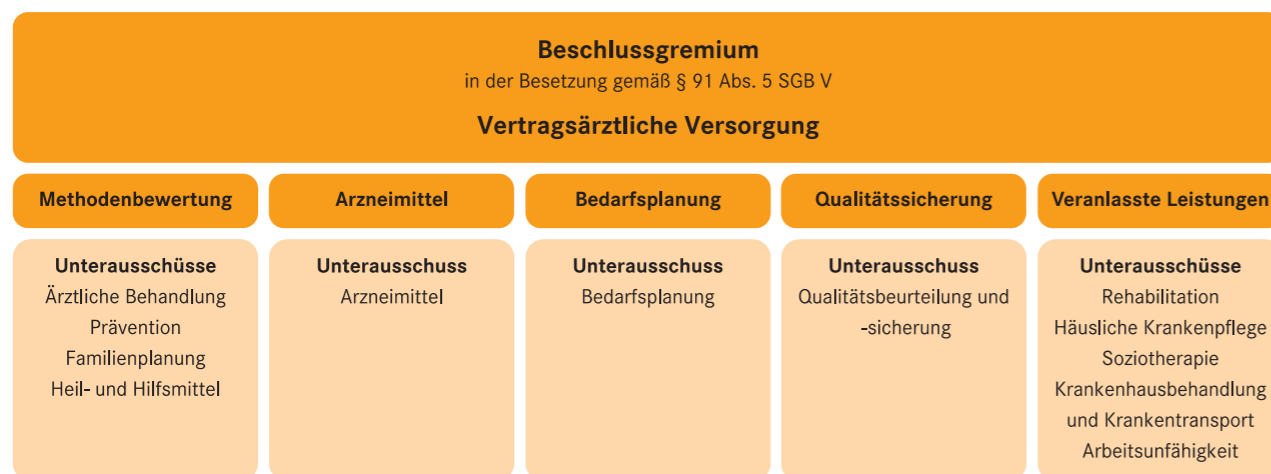 Beschlussgremium
in der Besetzung gemäß § 91 Abs. 5 SGB V
Vertragsärztliche Versorgung
Methodenbewertung
Arzneimittel
Bedarfsplanung
Qualitätssicherung
Veranlasste Leistungen
Unterausschüsse
Ärztliche Behandlung
Prävention
Familienplanung
Heil- und Hilfsmittel
Unterausschuss
Arzneimittel
Unterausschuss
Bedarfsplanung
Unterausschuss
Qualitätsbeurteilung und
-sicherung
Unterausschüsse
Rehabilitation
Häusliche Krankenpflege
Soziotherapie
Krankenhausbehandlung
und Krankentransport
Arbeitsunfähigkeit